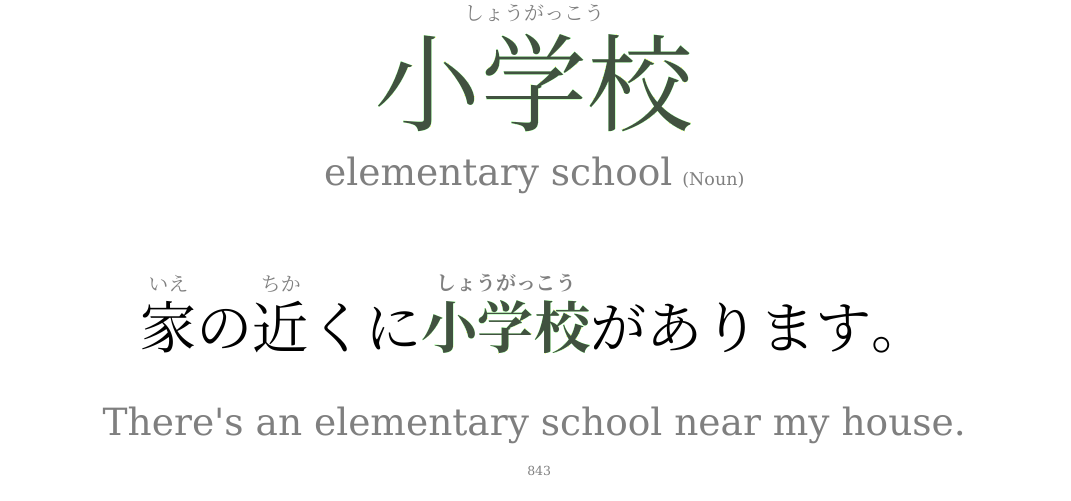 しょうがっこう
小学校
elementary school (Noun)
いえ ちか しょうがっこう
家の近くに小学校があります。
There's an elementary school near my house.
843